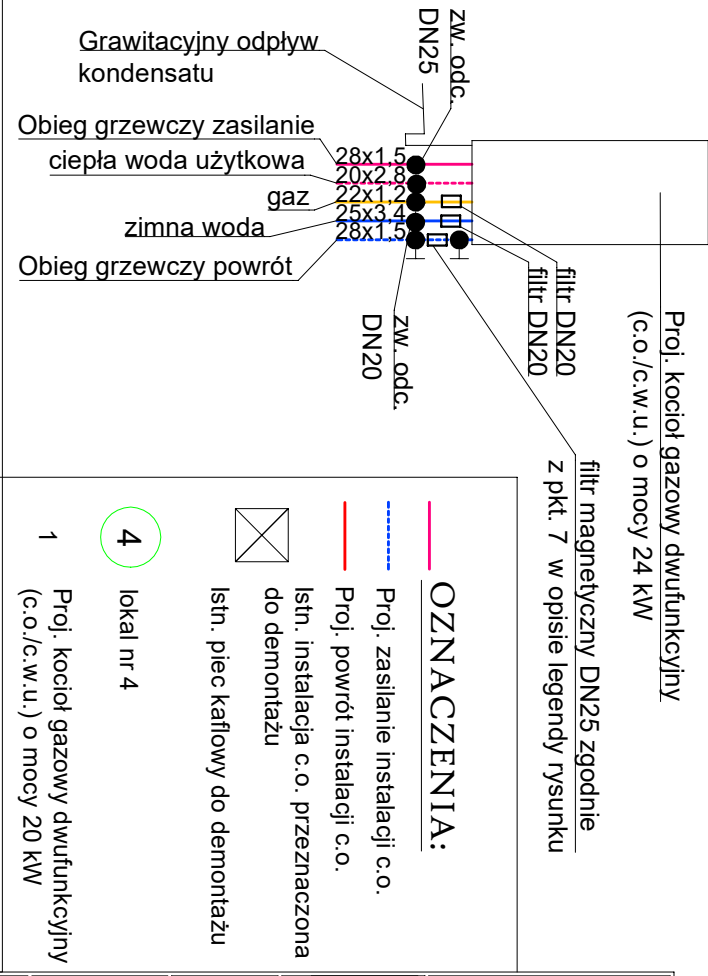 zw. odc.
DN25
Grawitacyjny odpływ
kondensatu
Obieg grzewczy zasilanie
ciepła woda użytkowa
gaz
zimna woda
Obieg grzewczy powrót
28x1,5
20x2,8
22x1,2
25x3,4
28x1,5
zw. odc.
DN20
filtr DN20
filtr DN20
Proj. kocioł gazowy dwufunkcyjny
(c.o./c.w.u.) o mocy 24 kW
filtr magnetyczny DN25 zgodnie
z pkt. 7 w opisie legendy rysunku
OZNACZENIA:
Proj. zasilanie instalacji c.o.
Proj. powrót instalacji c.o.
Istn. instalacja c.o. przeznaczona
do demontażu
Istn. piec kaflowy do demontażu
4
lokal nr 4
1
Proj. kocioł gazowy dwufunkcyjny
(c.o./c.w.u.) o mocy 20 kW